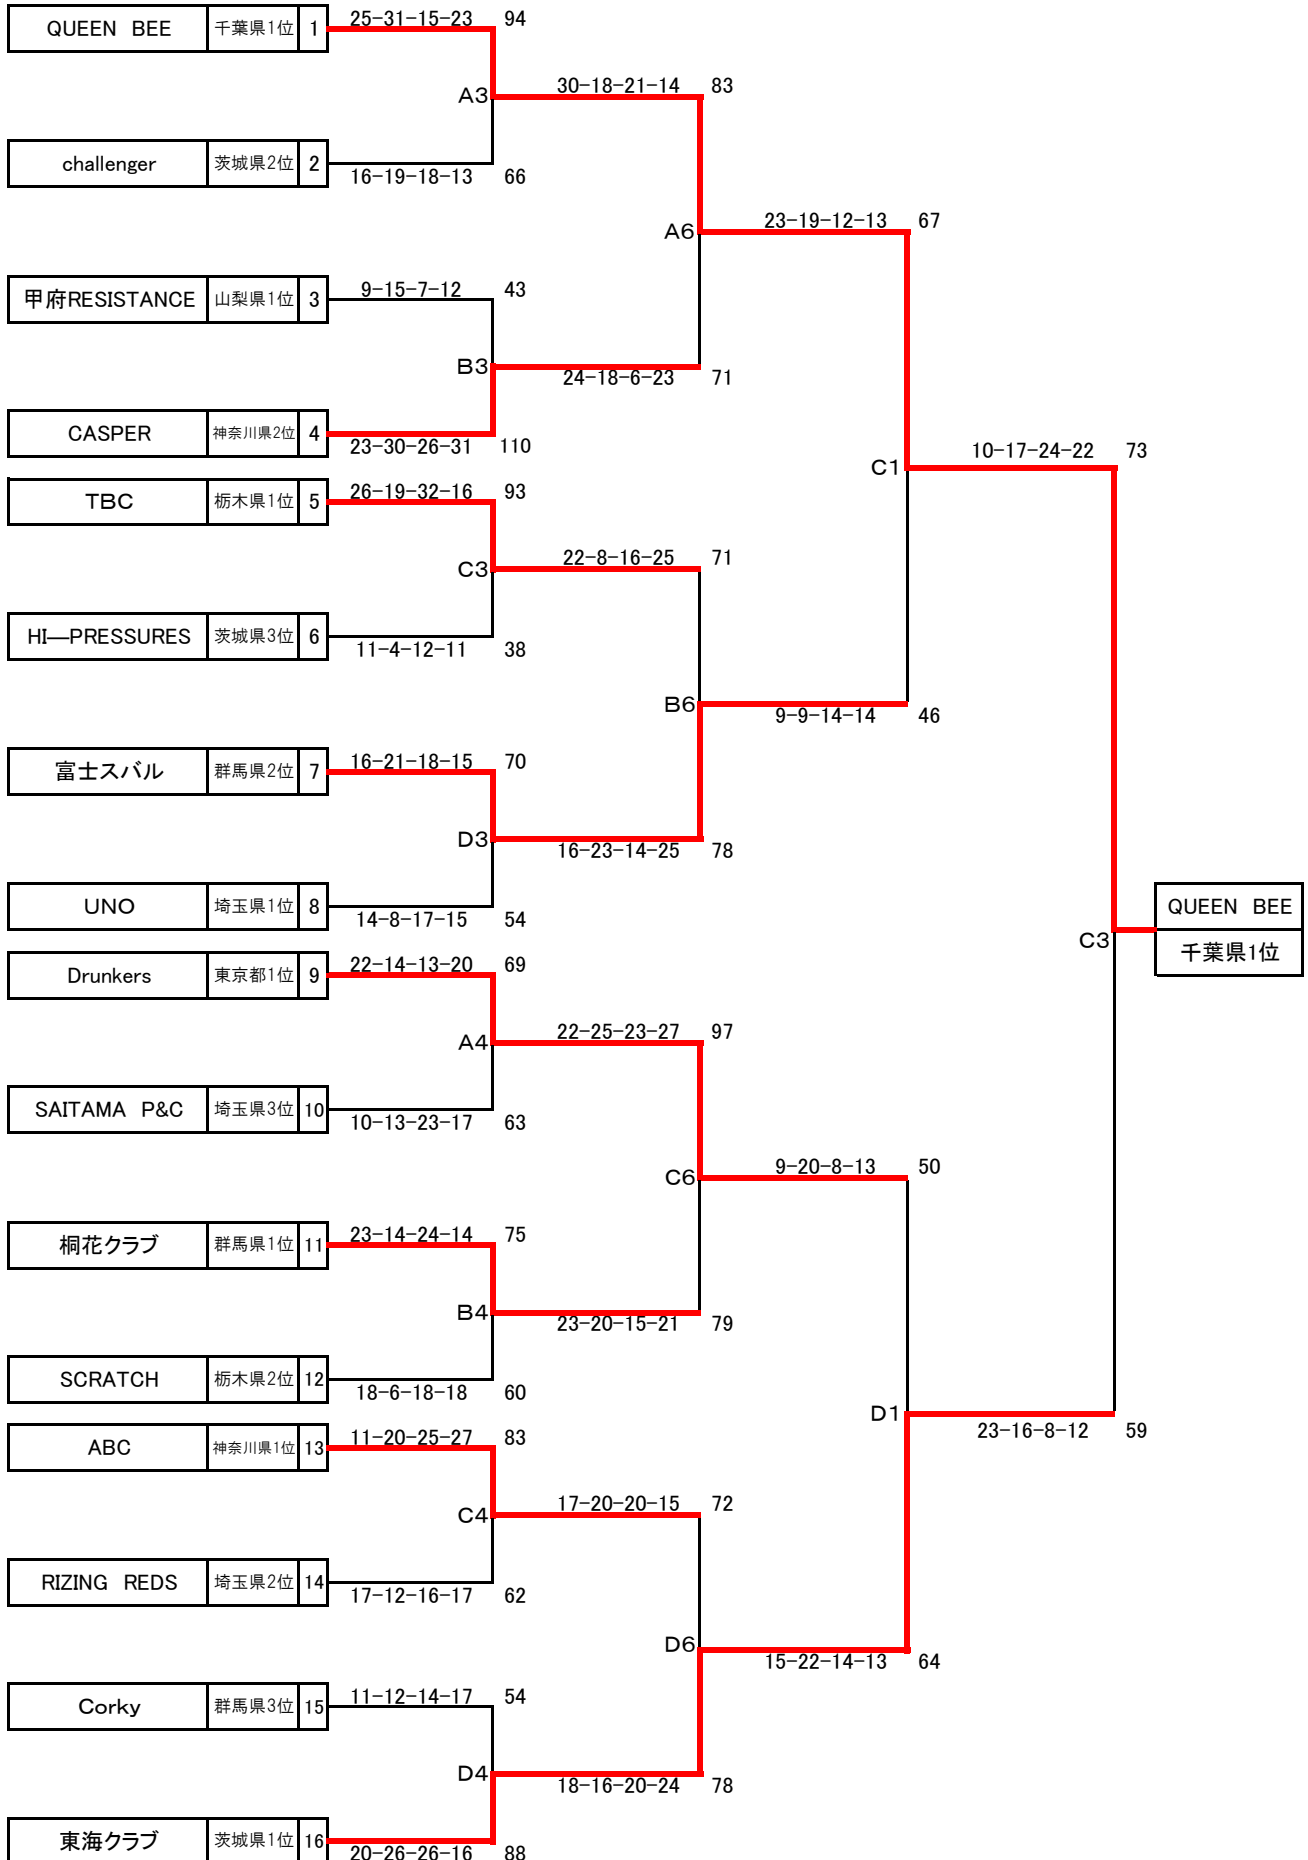 QUEEN BEE 千葉県1位 1 25-31-15-23 94
A3 30-18-21-14 83
challenger 茨城県2位 2 16-19-18-13 66
A6 23-19-12-13 67
甲府RESISTANCE 山梨県1位 3 9-15-7-12 43
B3 24-18-6-23 71
CASPER 神奈川県2位 4 23-30-26-31 110
C1 10-17-24-22 73
TBC 栃木県1位 5 26-19-32-16 93
C3 22-8-16-25 71
HI―PRESSURES 茨城県3位 6 11-4-12-11 38
B6 9-9-14-14 46
富士スバル 群馬県2位 7 16-21-18-15 70
D3 16-23-14-25 78
UNO 埼玉県1位 8 14-8-17-15 54
QUEEN BEE
C3
千葉県1位
Drunkers 東京都1位 9 22-14-13-20 69
A4 22-25-23-27 97
SAITAMA P&C 埼玉県3位 10 10-13-23-17 63
C6 9-20-8-13 50
桐花クラブ 群馬県1位 11 23-14-24-14 75
B4 23-20-15-21 79
SCRATCH 栃木県2位 12 18-6-18-18 60
D1 23-16-8-12 59
ABC 神奈川県1位 13 11-20-25-27 83
C4 17-20-20-15 72
RIZING REDS 埼玉県2位 14 17-12-16-17 62
D6 15-22-14-13 64
Corky 群馬県3位 15 11-12-14-17 54
D4 18-16-20-24 78
東海クラブ 茨城県1位 16 20-26-26-16 88